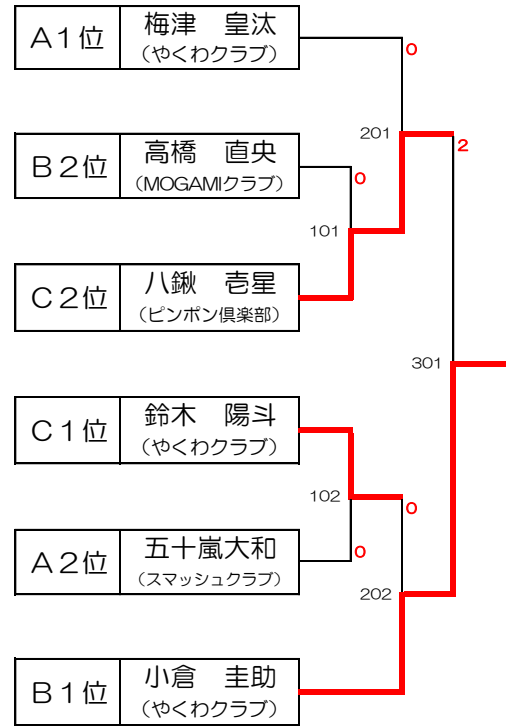 A1位 梅津　皇汰
(やくわクラブ)
0
201
2
B2位 高橋　直央
(MOGAMIクラブ)
0
101
C2位 八鍬　壱星
(ピンポン倶楽部)
301
C1位 鈴木　陽斗
(やくわクラブ)
102
0
A2位 五十嵐大和
(スマッシュクラブ)
0
202
B1位 小倉　圭助
(やくわクラブ)